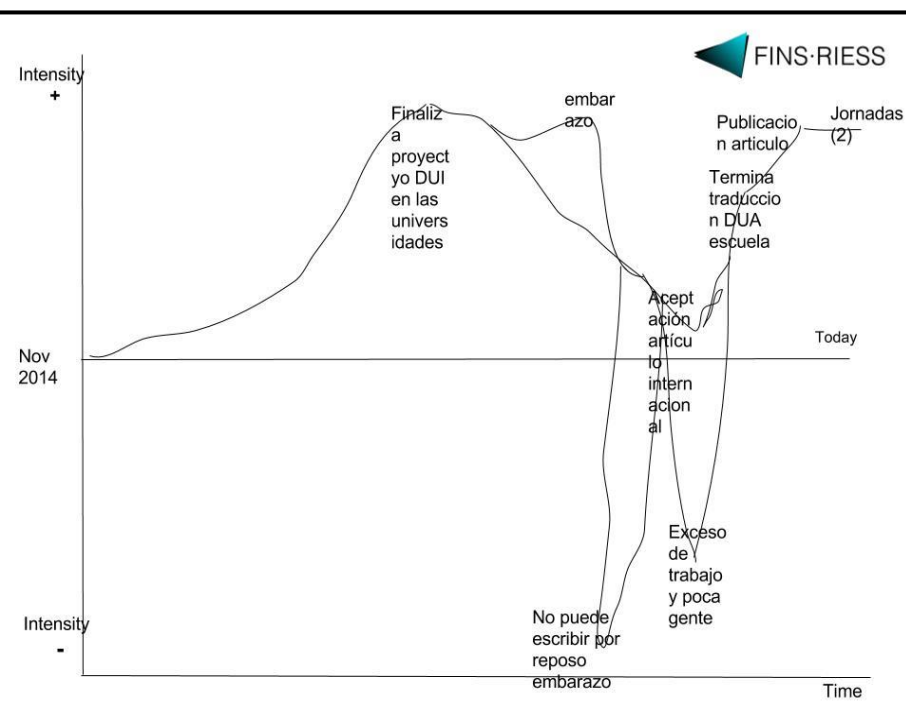 FINS·RIESS
Intensity
+
Finaliz
a
proyect
yo DUI
en las
univers
idades
embar
azo
Publicacio
n articulo
Jornadas
(2)
Termina
traduccio
n DUA
escuela
Acept
ación
artícu
lo
intern
acion
al
Today
Nov
2014
Exceso
de
trabajo
y poca
gente
No puede
escribir por
reposo
embarazo
Intensity
-
Time